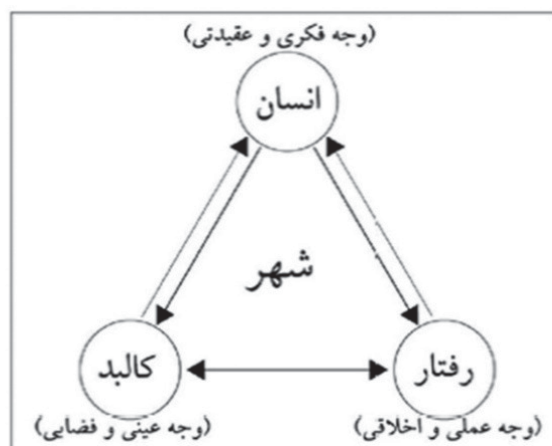 (وجه فکری و عقیدتی)
انسان
شهر
رفتار
کالبد
(وجه عملی و اخلاقی)
(وجه عینی و فضایی)